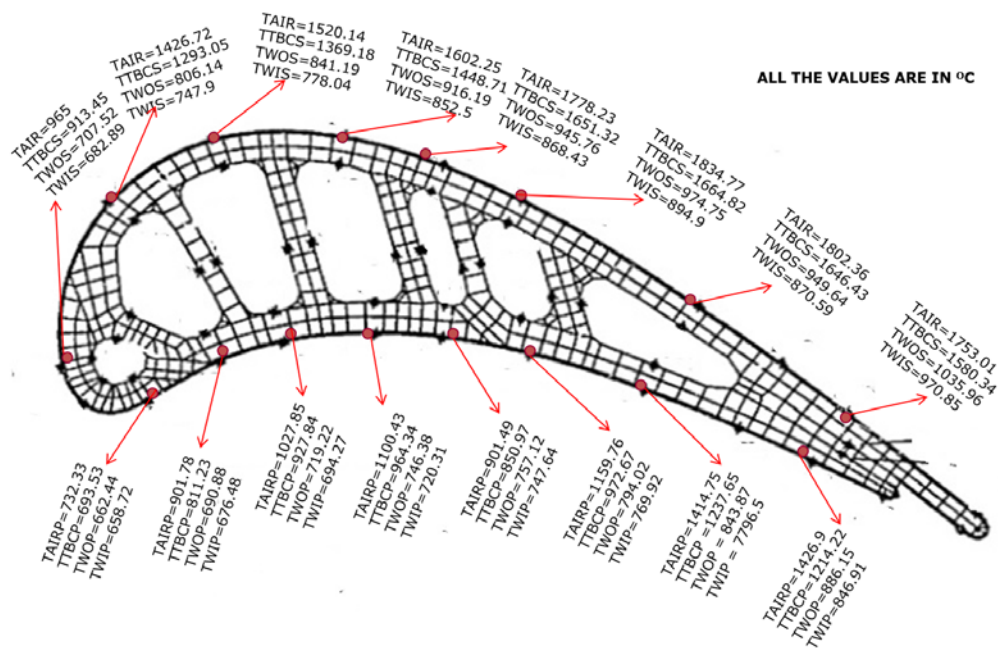 ALL THE VALUES ARE IN ºC
TAIR=965
TTBCS=913.45
TWOS=707.52
TWIS=682.89
TAIR=1426.72
TTBCS=1293.05
TWOS=806.14
TWIS=747.9
TAIR=1520.14
TTBCS=1369.18
TWOS=841.19
TWIS=778.04
TAIR=1602.25
TTBCS=1448.71
TWOS=916.19
TWIS=852.5
TAIR=1778.23
TTBCS=1651.32
TWOS=945.76
TWIS=868.43
TAIR=1834.77
TTBCS=1664.82
TWOS=974.75
TWIS=894.9
TAIR=1802.36
TTBCS=1646.43
TWOS=949.64
TWIS=870.59
TAIR=1753.01
TTBCS=1580.34
TWOS=1035.96
TWIS=970.85
TAIRP=732.33
TTBCP=693.53
TWOP=662.44
TWIP=658.72
TAIRP=901.78
TTBCP=811.23
TWOP=690.88
TWIP=676.48
TAIRP=1027.85
TTBCP=927.84
TWOP=719.22
TWIP=694.27
TAIRP=1100.43
TTBCP=964.34
TWOP=746.38
TWIP=720.31
TAIRP=901.49
TTBCP=850.97
TWOP=757.12
TWIP=747.64
TAIRP=1159.76
TTBCP=972.67
TWOP=794.02
TWIP=769.92
TAIRP=1414.75
TTBCP =1237.65
TWOP = 843.87
TWIP = 7796.5
TAIRP=1426.9
TTBCP=1214.22
TWOP=886.15
TWIP=846.91